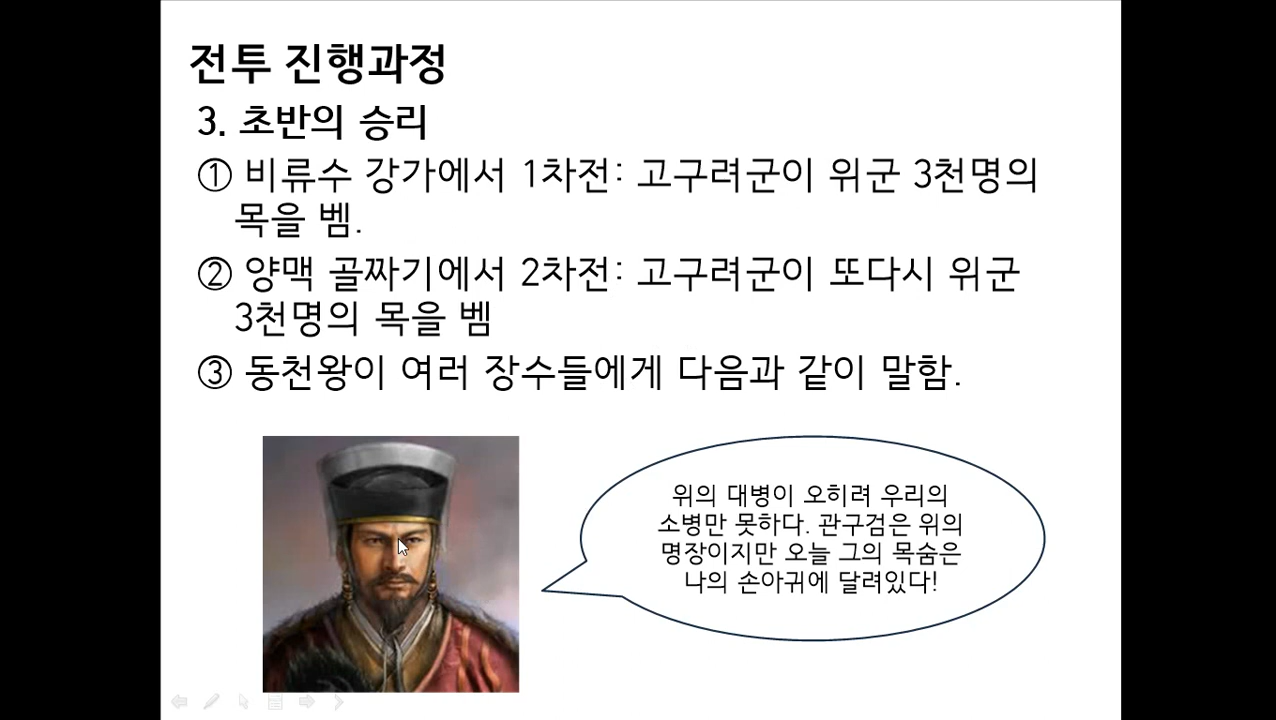 전투 진행과정
3. 초반의 승리
① 비류수 강가에서 1차전: 고구려군이 위군 3천명의
목을 벰.
② 양맥 골짜기에서 2차전: 고구려군이 또다시 위군
3천명의 목을 벰
③ 동천왕이 여러 장수들에게 다음과 같이 말함.
위의 대병이 오히려 우리의
소병만 못하다. 관구검은 위의
명장이지만 오늘 그의 목숨은
나의 손아귀에 달려있다!